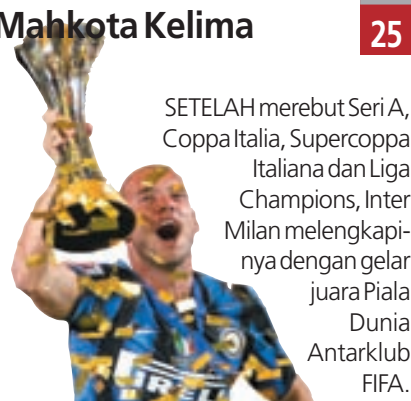 Mahkota Kelima
25
SETELAH merebut Seri A,
Coppa Italia, Supercoppa
Italiana dan Liga
Champions, Inter
Milan melengkapi-
nya dengan gelar
juara Piala
Dunia
Antarklub
FIFA.
IRELL